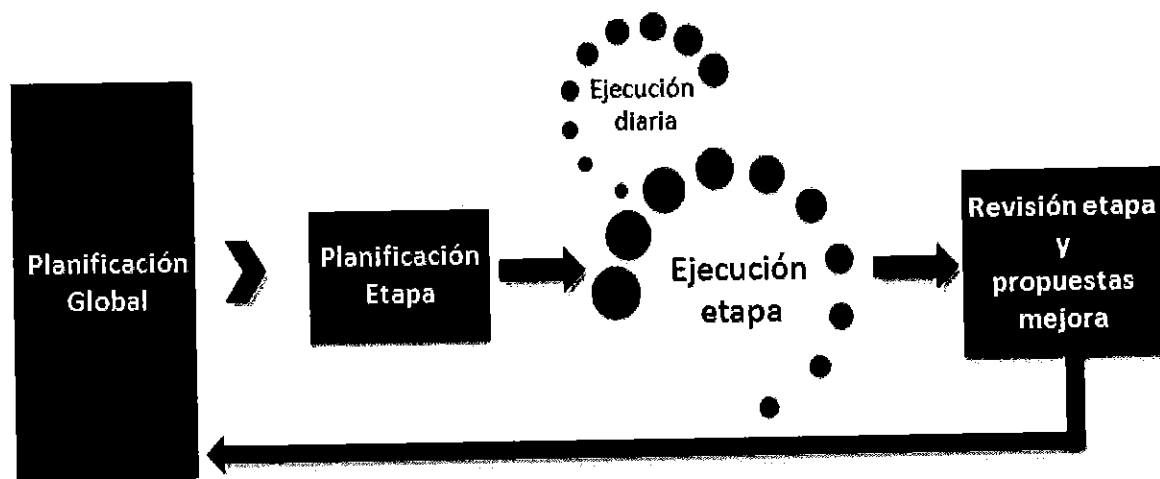 Planificación
Global
Planificación
Etapa
Ejecución
diaria
Ejecución
etapa
Revisión etapa
y
propuestas
mejora